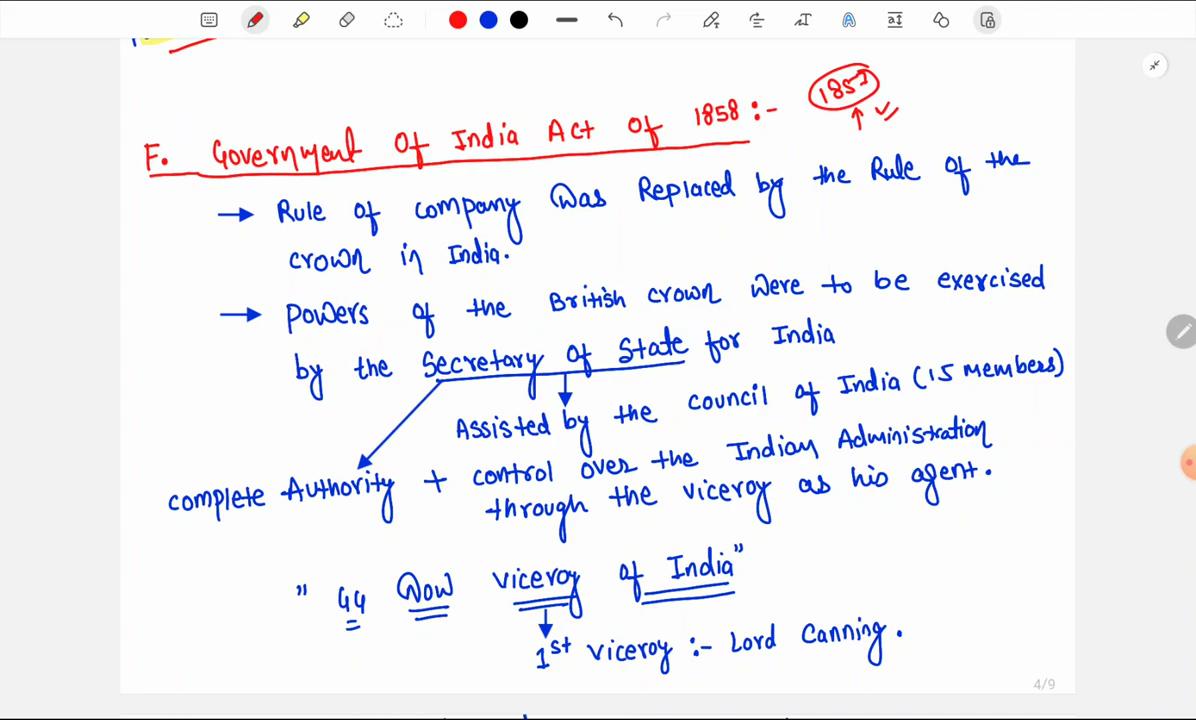 1857
F. Government Of India Act Of 1858 :-
→ Rule of company was Replaced by the Rule of the
crown in India.
→ Powers of the British crown were to be exercised
by the Secretary of State for India
Assisted by the council of India (15 members)
complete Authority + control over the Indian Administration
through the viceroy as his agent.
" GG Now viceroy of India"
1st viceroy :- Lord Canning.
4/9